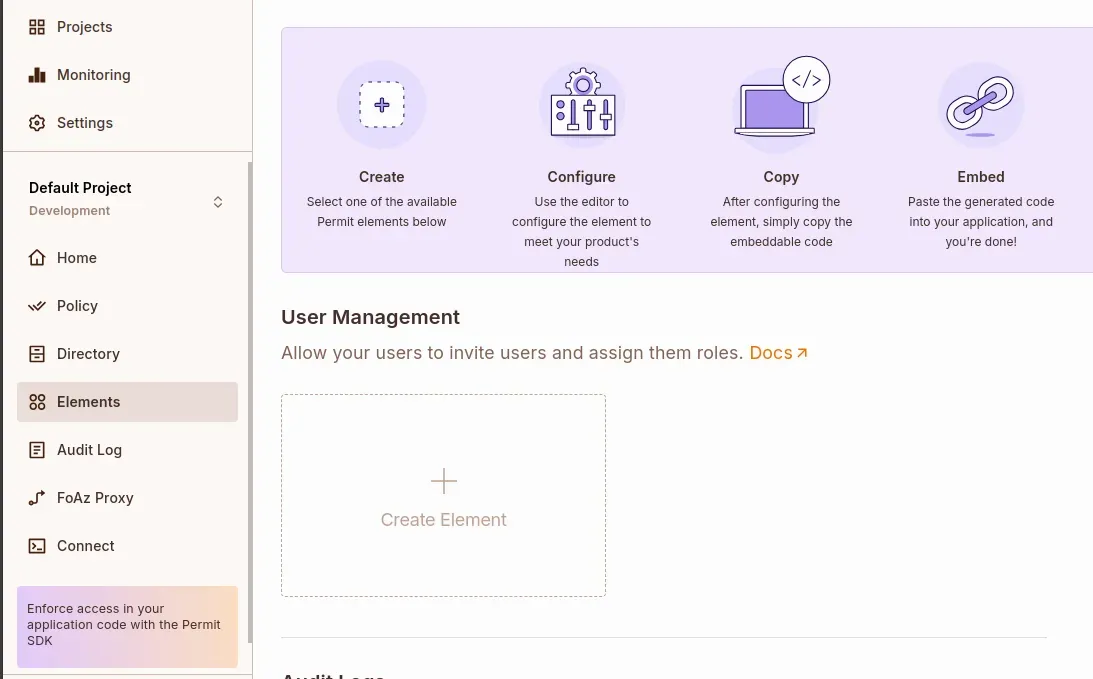 Projects
Monitoring
Settings
Default Project
Development
Home
Policy
Directory
Elements
Audit Log
FoAz Proxy
Connect
Enforce access in your
application code with the Permit
SDK
Create
Select one of the available
Permit elements below
Configure
Use the editor to
configure the element to
meet your product's
needs
</>
Copy
After configuring the
element, simply copy the
embeddable code
Embed
Paste the generated code
into your application, and
you're done!
User Management
Allow your users to invite users and assign them roles. Docs
Create Element
Audit Logs